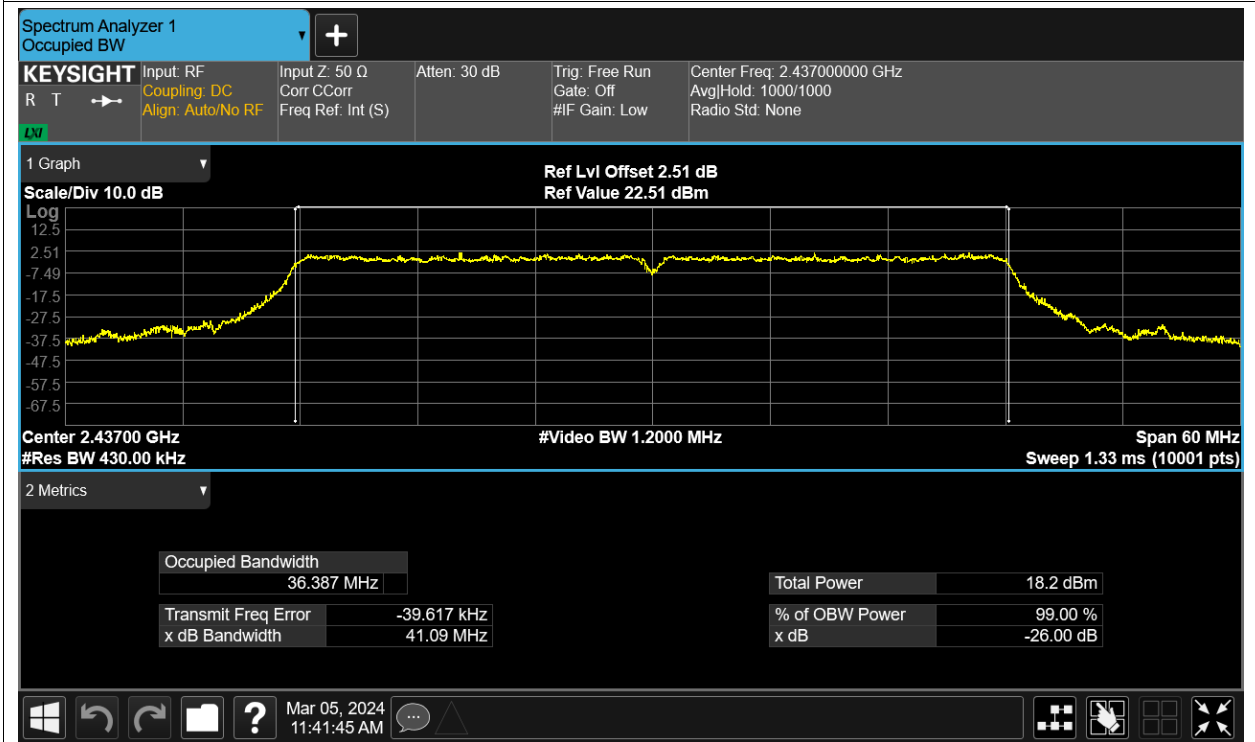 Spectrum Analyzer 1
Occupied BW
KEYSIGHT
R T
LXI
Input: RF
Coupling: DC
Align: Auto/No RF
Input Z: 50 Ω
Corr CCorr
Freq Ref: Int (S)
Atten: 30 dB
Trig: Free Run
Gate: Off
#IF Gain: Low
Center Freq: 2.437000000 GHz
Avg|Hold: 1000/1000
Radio Std: None
1 Graph
Scale/Div 10.0 dB
Ref Lvl Offset 2.51 dB
Ref Value 22.51 dBm
Log
12.5
2.51
-7.49
-17.5
-27.5
-37.5
-47.5
-57.5
-67.5
Center 2.43700 GHz
#Video BW 1.2000 MHz
Span 60 MHz
#Res BW 430.00 kHz
Sweep 1.33 ms (10001 pts)
2 Metrics
Occupied Bandwidth
36.387 MHz
Total Power 18.2 dBm
Transmit Freq Error -39.617 kHz
% of OBW Power 99.00 %
x dB Bandwidth 41.09 MHz
x dB -26.00 dB
?
Mar 05, 2024
11:41:45 AM